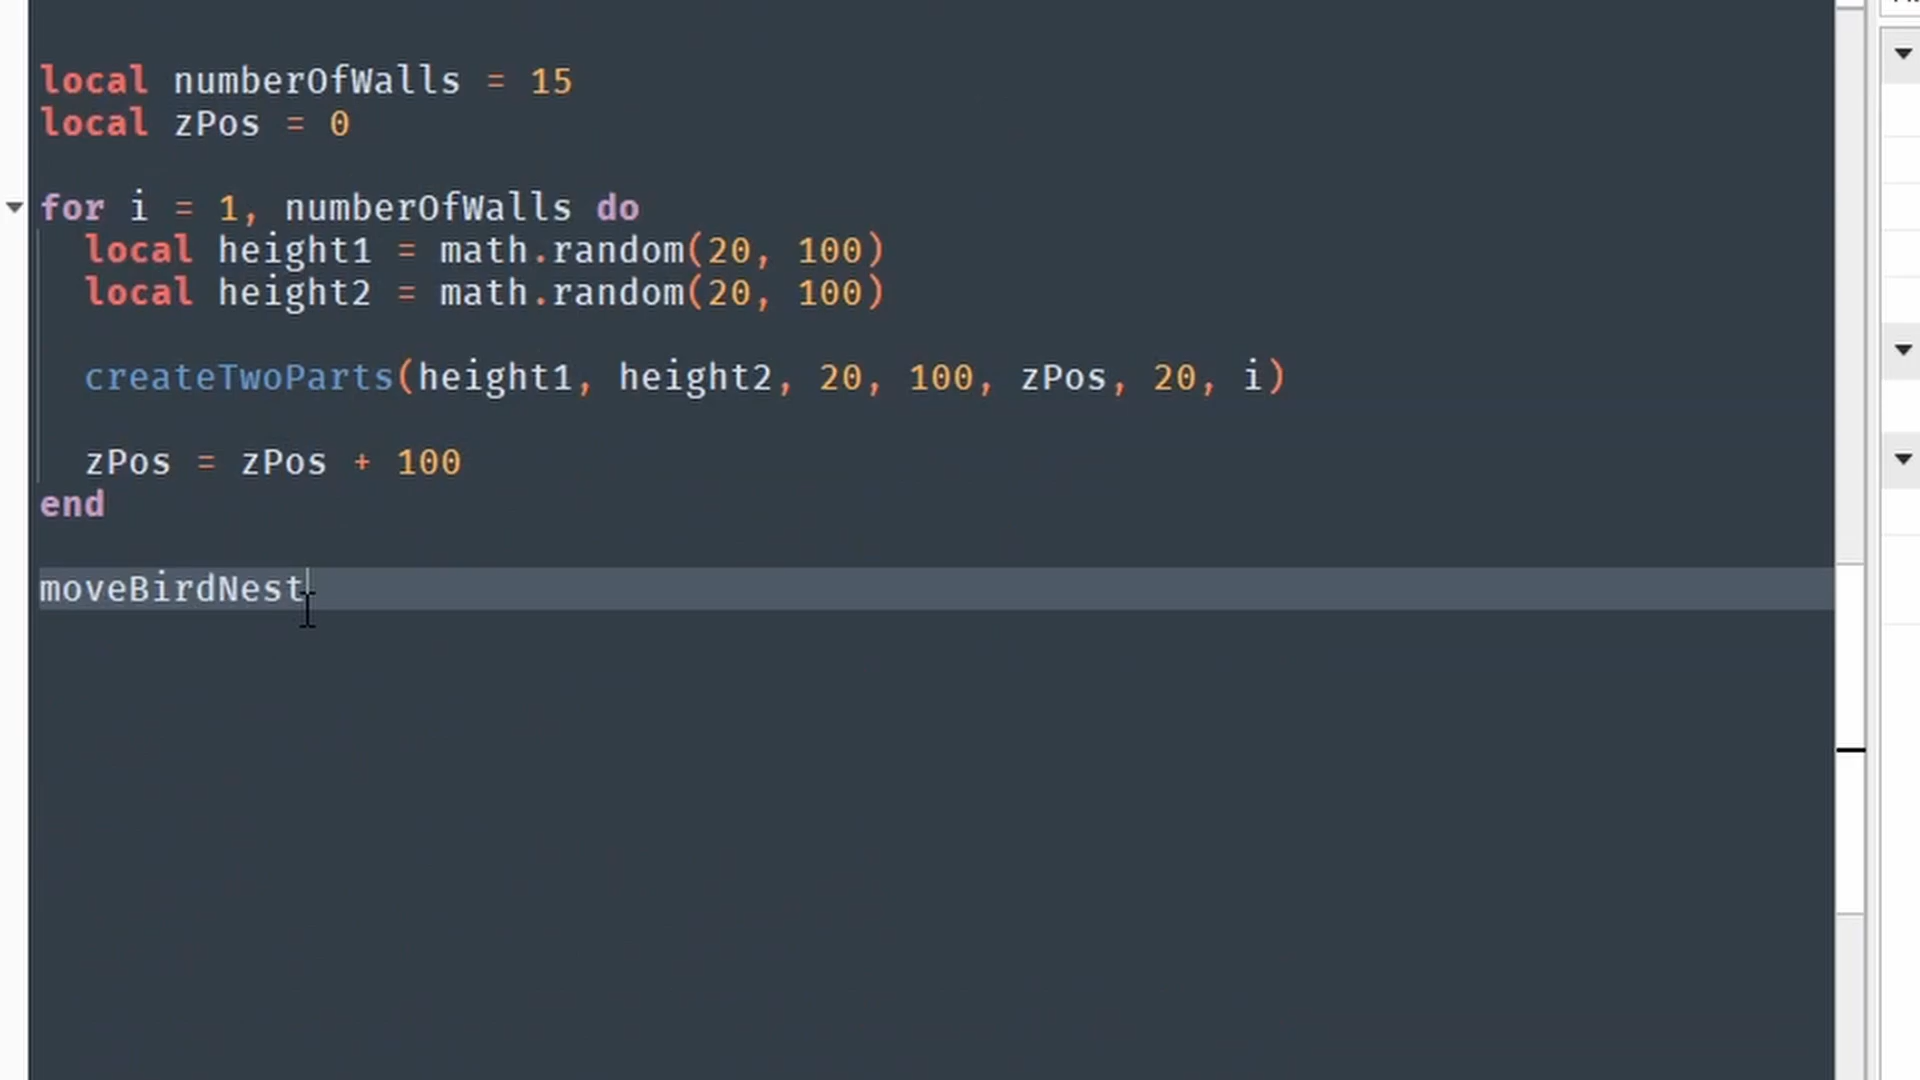 local numberOfWalls = 15
local zPos = 0
for i = 1, numberOfWalls do
local height1 = math.random(20, 100)
local height2 = math.random(20, 100)
createTwoParts(height1, height2, 20, 100, zPos, 20, i)
zPos = zPos + 100
end
moveBirdNest